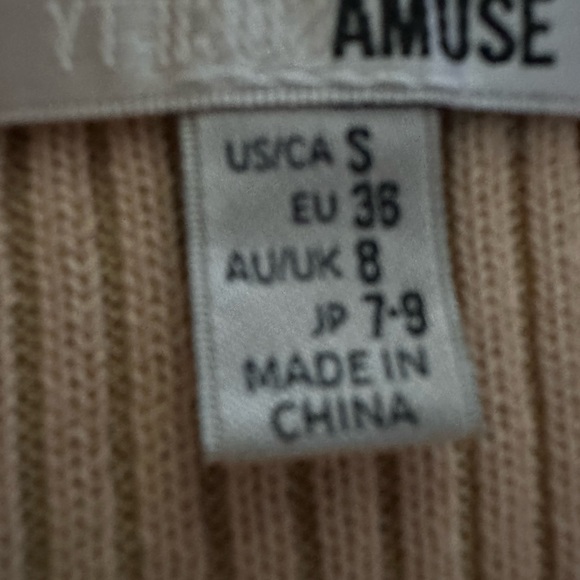 AMUSE
US/CA S
EU 36
AU/UK 8
JP 7-9
MADE IN
CHINA